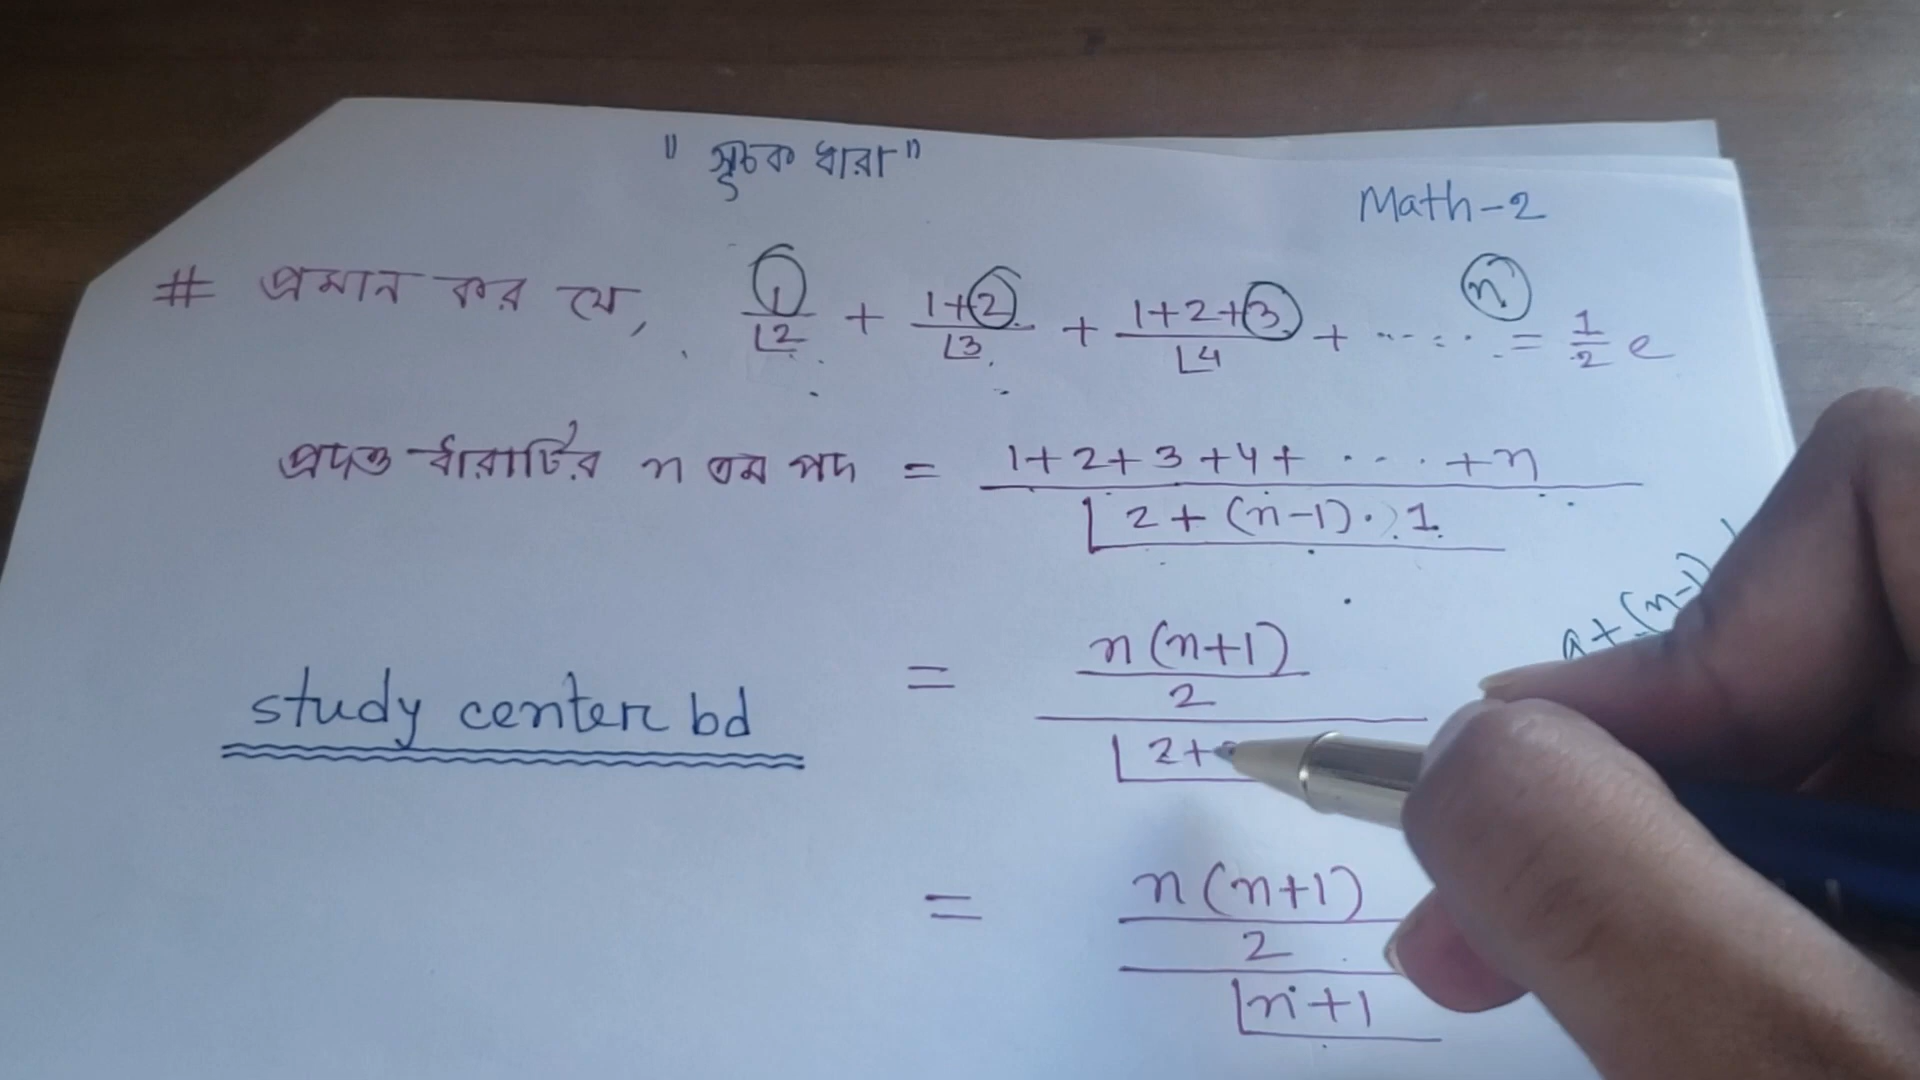 " সূচক ধারা "
Math-2
# প্রমান কর যে, 1/⌊2 + 1+2/⌊3 + 1+2+3/⌊4 + ...... = 1/2 e
n
প্রদত্ত ধারাটির n তম পদ = 1+2+3+4+ .... +n
⌊2+(n-1)·1
a+(n-1)
= n(n+1)
2
⌊2+
study center bd
= n(n+1)
2
⌊n+1